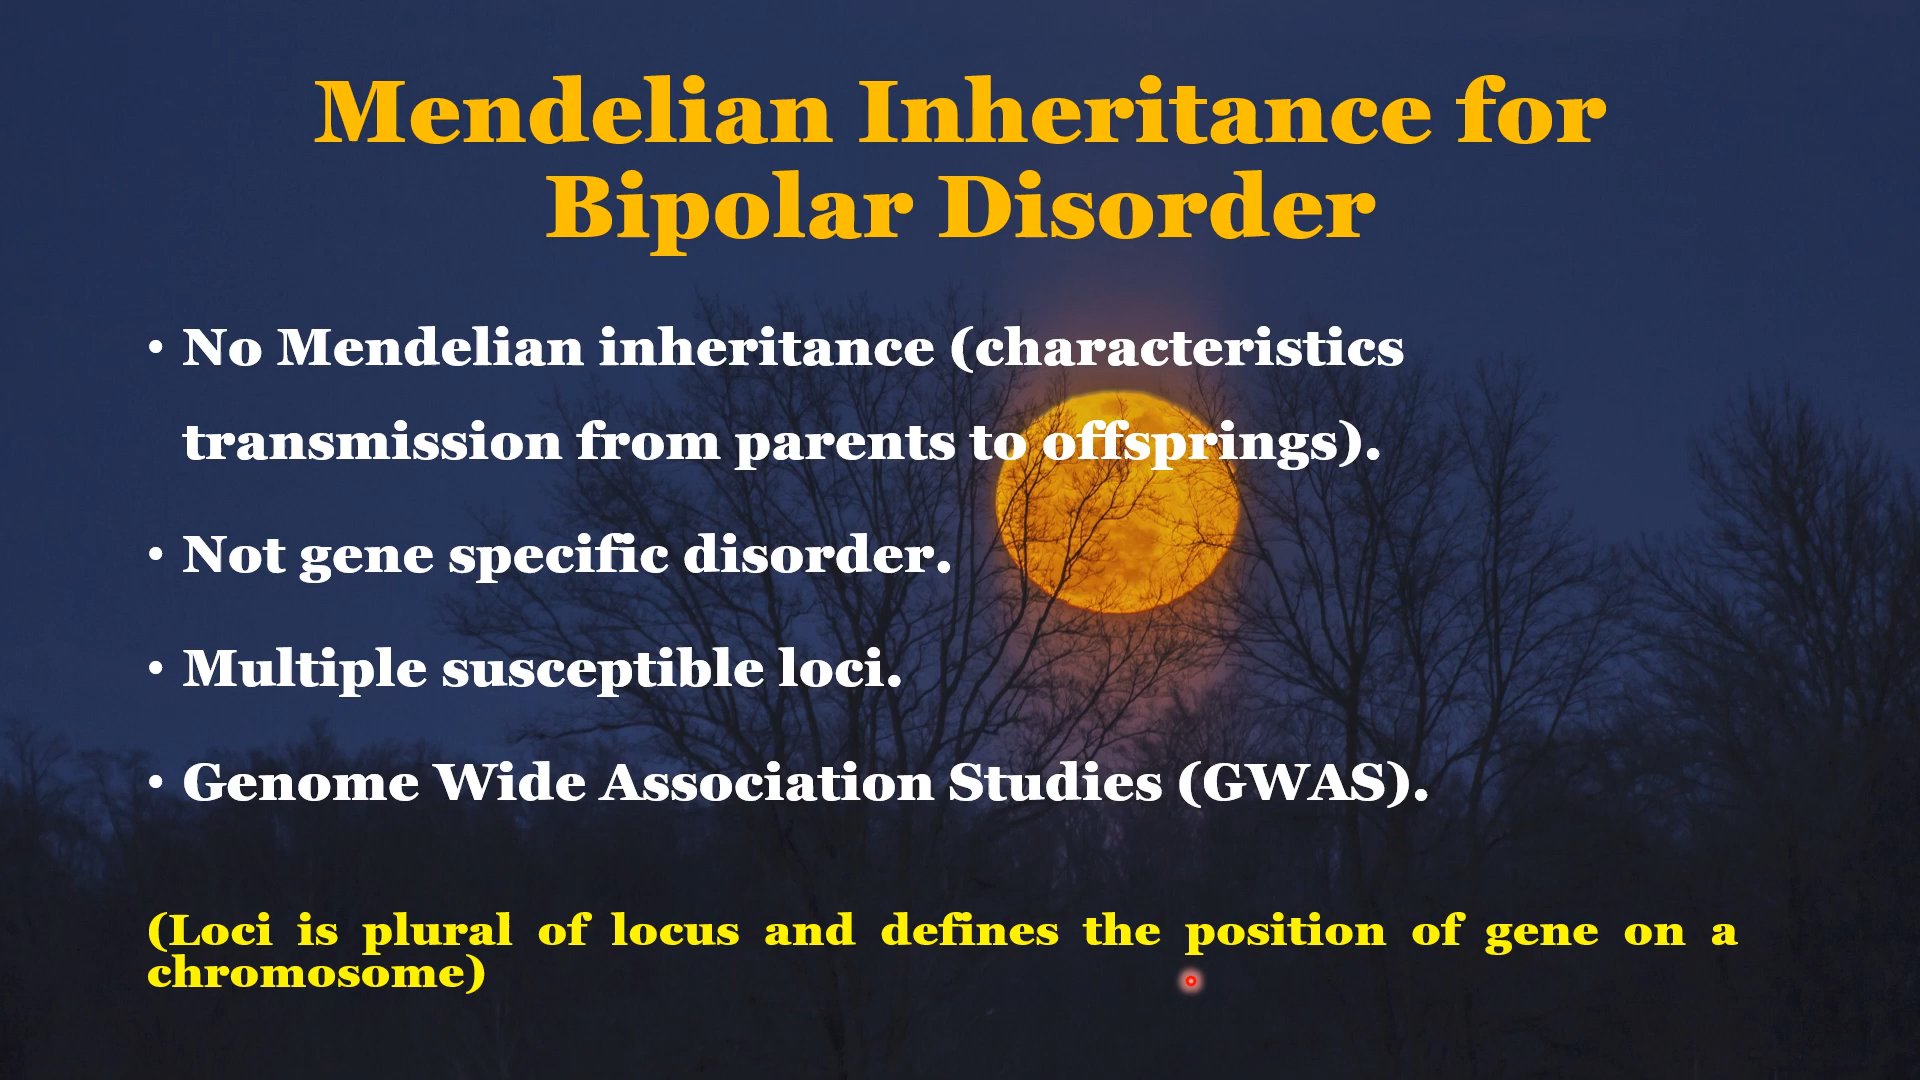 Mendelian Inheritance for
Bipolar Disorder
• No Mendelian inheritance (characteristics
transmission from parents to offsprings).
• Not gene specific disorder.
• Multiple susceptible loci.
• Genome Wide Association Studies (GWAS).
(Loci is plural of locus and defines the position of gene on a
chromosome)